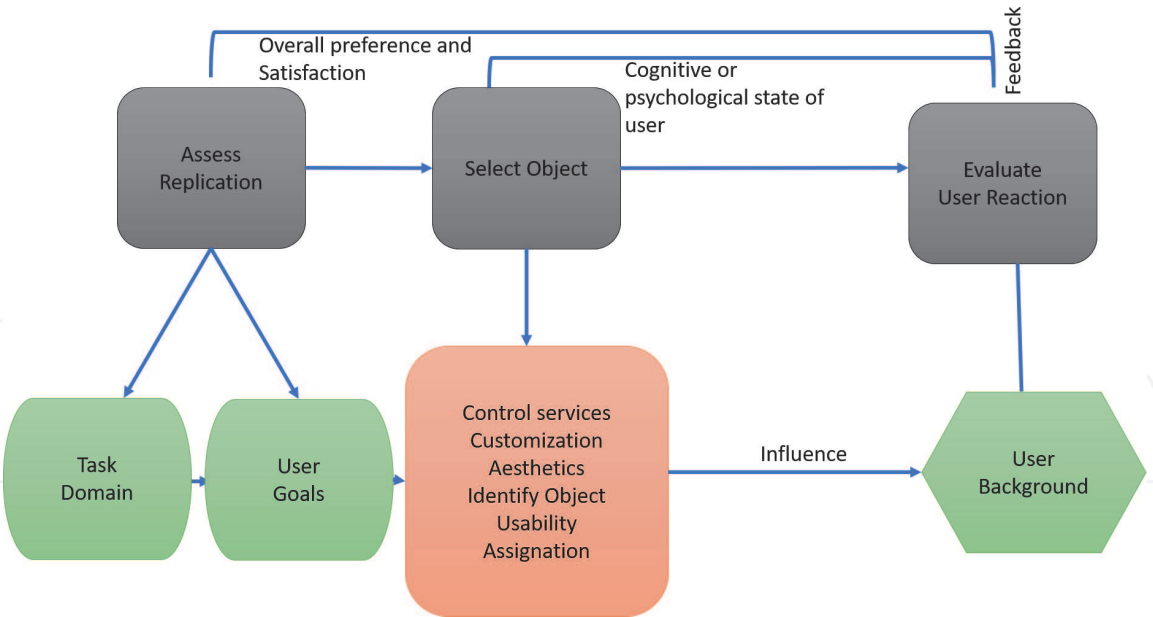 Overall preference and
Satisfaction
Cognitive or
psychological state of
user
Feedback
Assess
Replication
Select Object
Evaluate
User Reaction
Task
Domain
User
Goals
Control services
Customization
Aesthetics
Identify Object
Usability
Assignation
Influence
User
Background